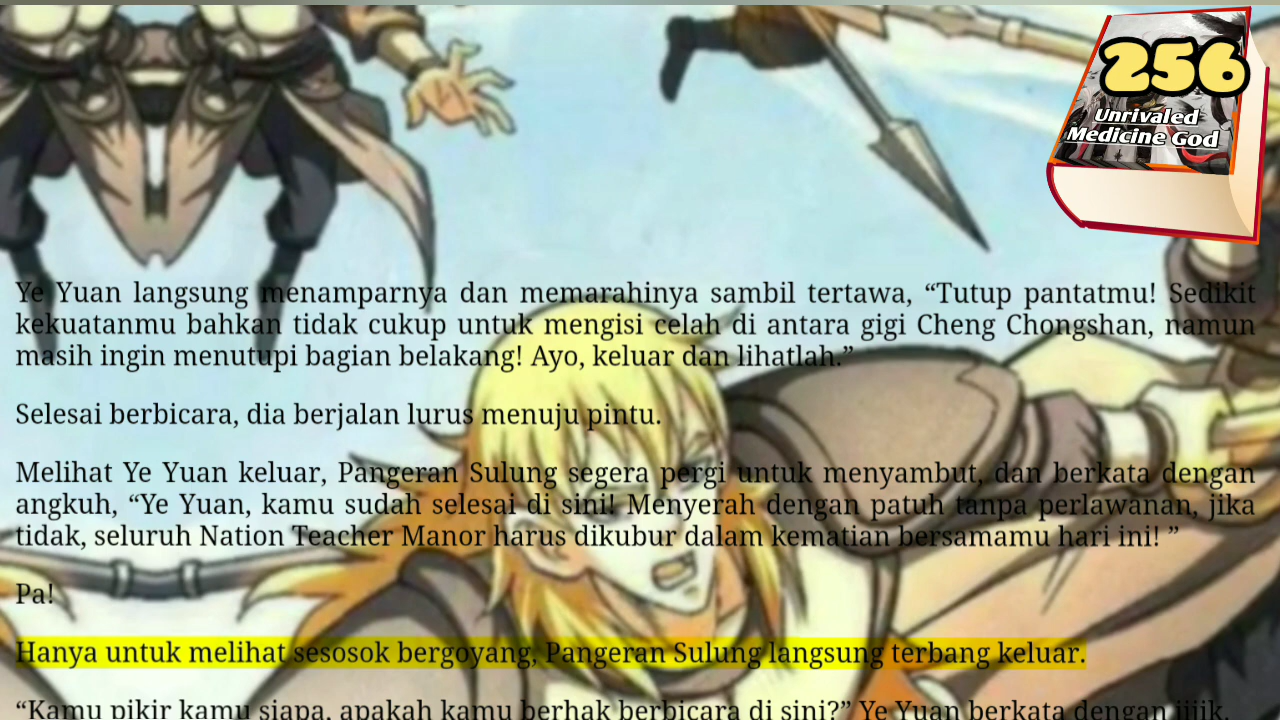 256
Unrivaled
Medicine God
Ye Yuan langsung menamparnya dan memarahinya sambil tertawa, “Tutup pantatmu! Sedikit
kekuatanmu bahkan tidak cukup untuk mengisi celah di antara gigi Cheng Chongshan, namun
masih ingin menutupi bagian belakang! Ayo, keluar dan lihatlah.”
Selesai berbicara, dia berjalan lurus menuju pintu.
Melihat Ye Yuan keluar, Pangeran Sulung segera pergi untuk menyambut, dan berkata dengan
angkuh, “Ye Yuan, kamu sudah selesai di sini! Menyerah dengan patuh tanpa perlawanan, jika
tidak, seluruh Nation Teacher Manor harus dikubur dalam kematian bersamamu hari ini! ”
Pa!
Hanya untuk melihat sesosok bergoyang, Pangeran Sulung langsung terbang keluar.
“Kamu pikir kamu siapa, apakah kamu berhak berbicara di sini?” Ye Yuan berkata dengan jijik.